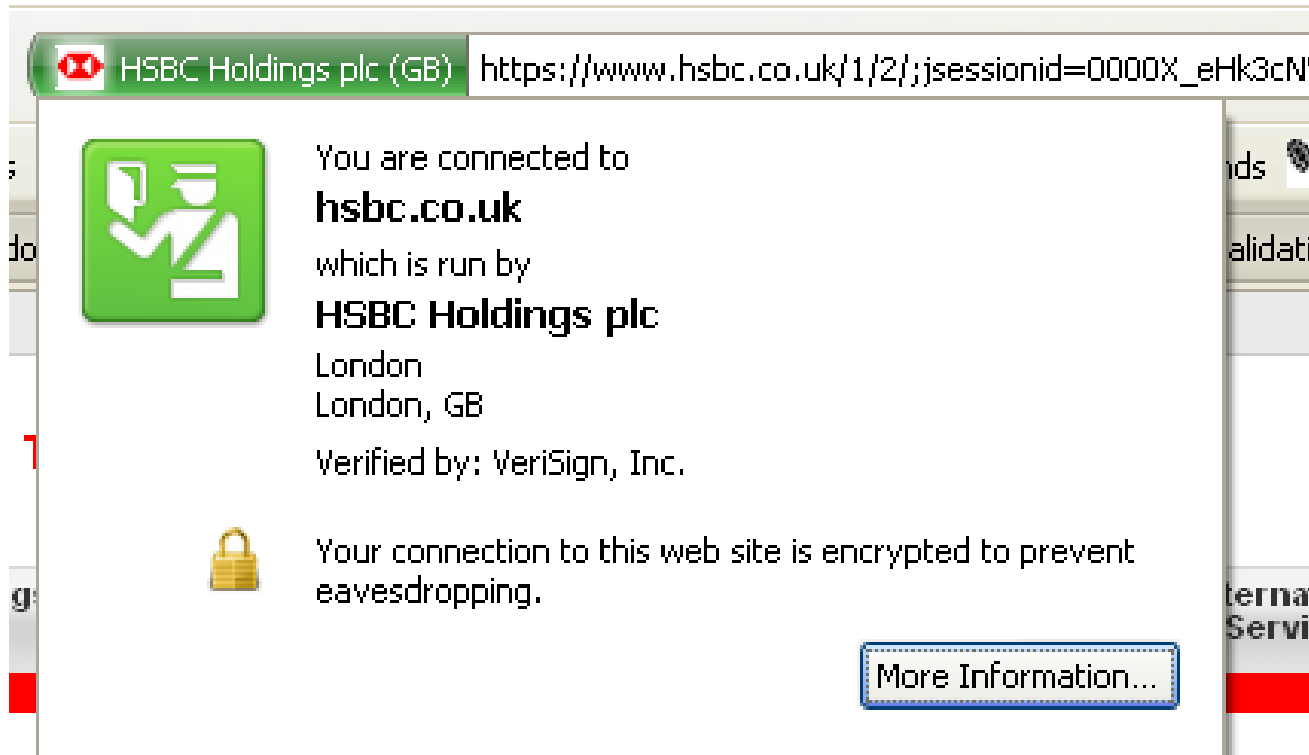 HSBC Holdings plc (GB) https://www.hsbc.co.uk/1/2/;jsessionid=0000X_eHk3cN
You are connected to
hsbc.co.uk
which is run by
HSBC Holdings plc
London
London, GB
Verified by: VeriSign, Inc.
Your connection to this web site is encrypted to prevent
eavesdropping.
More Information...